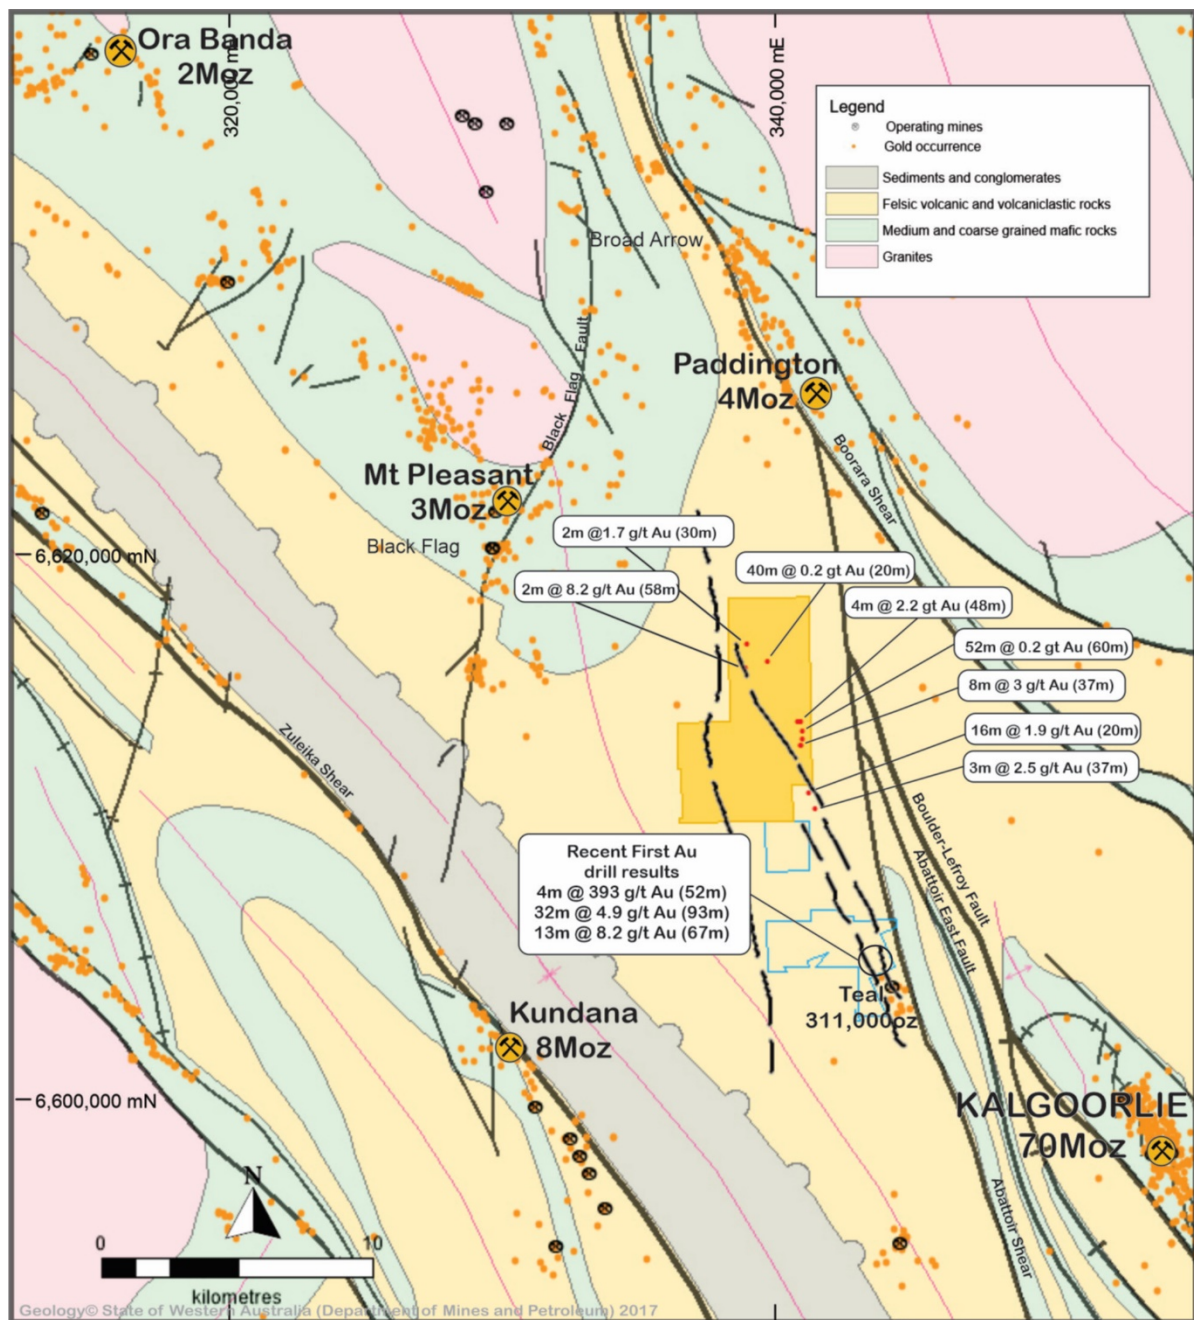 Ora Banda
2Moz
320,000 mE
340,000 mE
Legend
Operating mines
Gold occurrence
Sediments and conglomerates
Felsic volcanic and volcaniclastic rocks
Medium and coarse grained mafic rocks
Granites
Broad Arrow
Black Flag Fault
Paddington
4Moz
Boorara Shear
Mt Pleasant
3Moz
Black Flag
6,620,000 mN
2m @1.7 g/t Au (30m)
40m @ 0.2 gt Au (20m)
2m @ 8.2 g/t Au (58m)
4m @ 2.2 gt Au (48m)
52m @ 0.2 gt Au (60m)
8m @ 3 g/t Au (37m)
16m @ 1.9 g/t Au (20m)
3m @ 2.5 g/t Au (37m)
Zuleika Shear
Boulder-Lefroy Fault
Abattoir East Fault
Recent First Au
drill results
4m @ 393 g/t Au (52m)
32m @ 4.9 g/t Au (93m)
13m @ 8.2 g/t Au (67m)
Teal
311,000oz
Kundana
8Moz
6,600,000 mN
KALGOORLIE
70Moz
Abattoir Shear
N
0 10
kilometres
Geology© State of Western Australia (Department of Mines and Petroleum) 2017